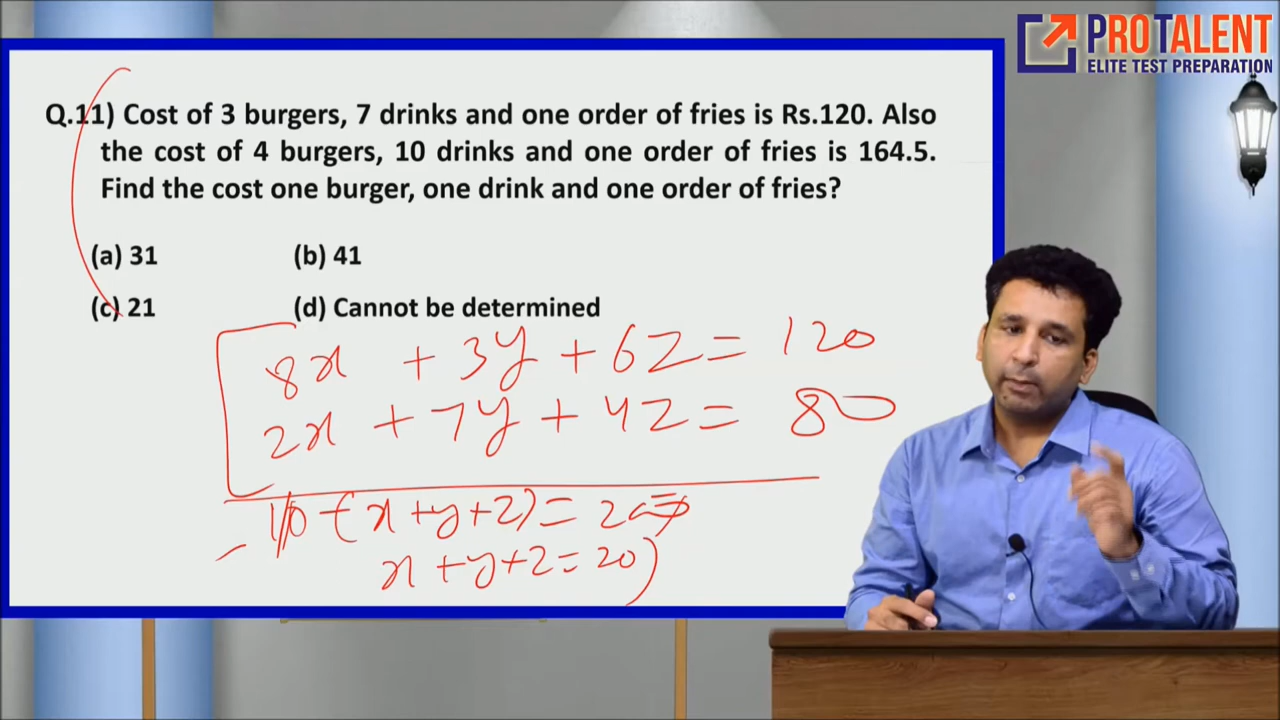 PROTALENT
ELITE TEST PREPARATION
Q.11) Cost of 3 burgers, 7 drinks and one order of fries is Rs.120. Also
the cost of 4 burgers, 10 drinks and one order of fries is 164.5.
Find the cost one burger, one drink and one order of fries?
(a) 31 (b) 41
(c) 21 (d) Cannot be determined
8x + 3y + 6z = 120
2x + 7y + 4z = 80
10 (x+y+z) =
x+y+z = 20